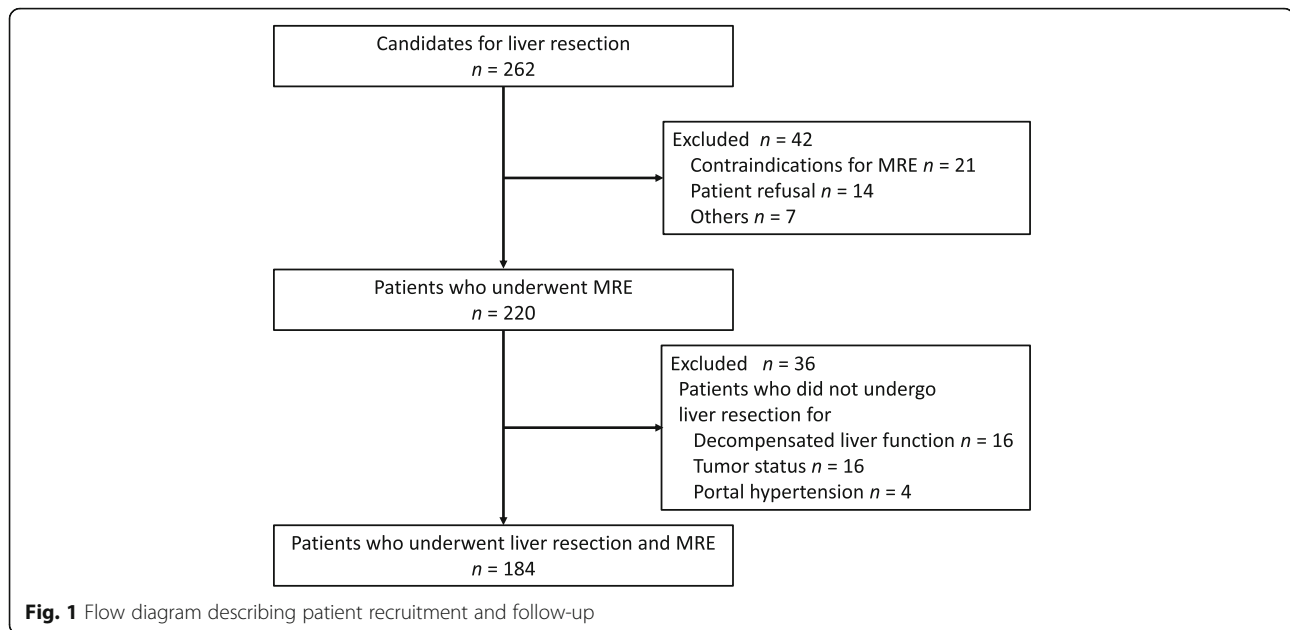 Candidates for liver resection
n = 262
Excluded n = 42
Contraindications for MRE n = 21
Patient refusal n = 14
Others n = 7
Patients who underwent MRE
n = 220
Excluded n = 36
Patients who did not undergo
liver resection for
Decompensated liver function n = 16
Tumor status n = 16
Portal hypertension n = 4
Patients who underwent liver resection and MRE
n = 184
Fig. 1 Flow diagram describing patient recruitment and follow-up